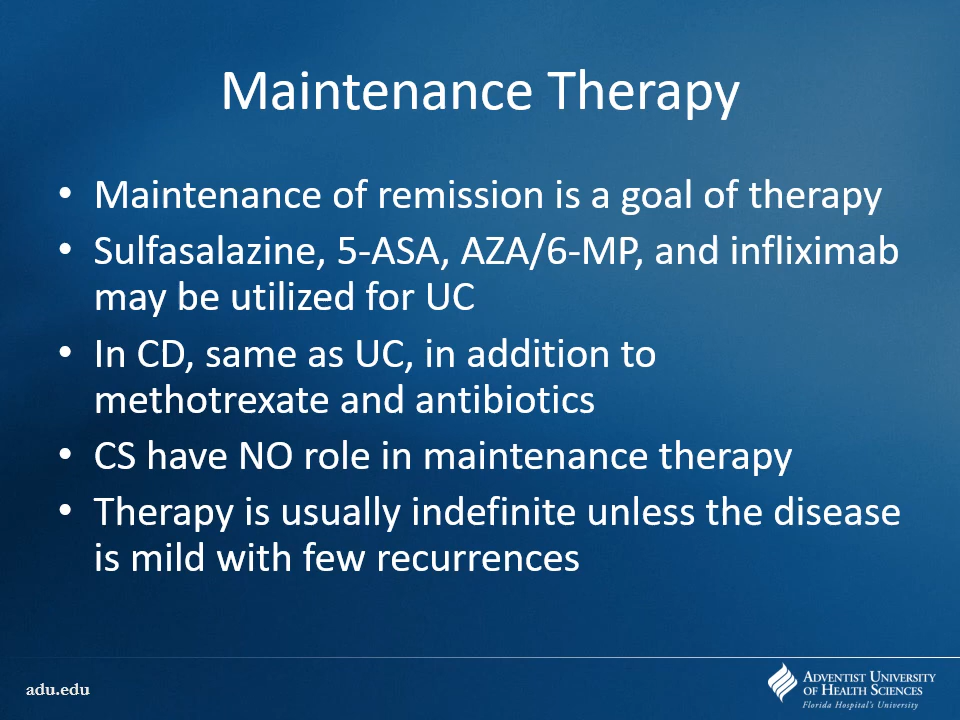 Maintenance Therapy
• Maintenance of remission is a goal of therapy
• Sulfasalazine, 5-ASA, AZA/6-MP, and infliximab
may be utilized for UC
• In CD, same as UC, in addition to
methotrexate and antibiotics
• CS have NO role in maintenance therapy
• Therapy is usually indefinite unless the disease
is mild with few recurrences
adu.edu
ADVENTIST UNIVERSITY
OF HEALTH SCIENCES
Florida Hospital's University